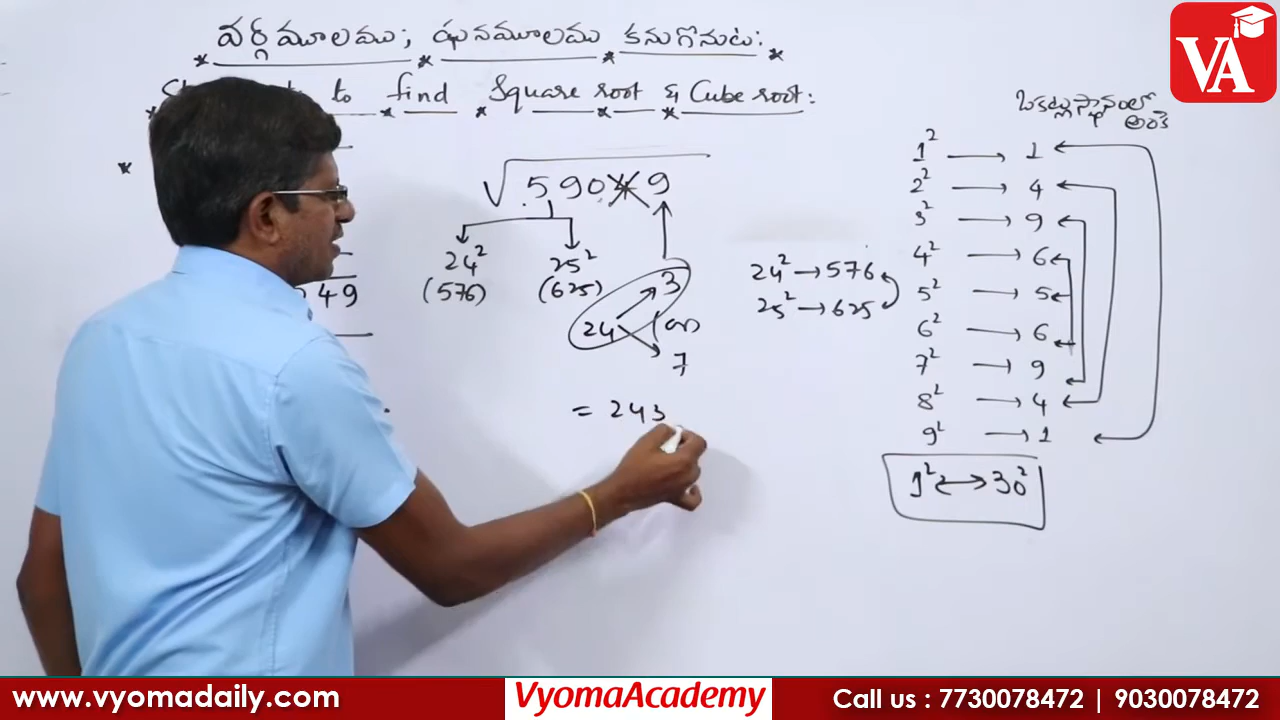 వర్గమూలము; ఘనమూలము కనుగొనుట:
to find Square root & Cube root:
√59049
24² 25²
(576) (625)
3
24 (or)
7
= 243
49
24² → 576
25² → 625
ఒకట్లు స్థానంలో
అంకె
1² → 1
2² → 4
3² → 9
4² → 6
5² → 5
6² → 6
7² → 9
8² → 4
9² → 1
1² ↔ 30²
VA
www.vyomadaily.com
VyomaAcademy
Call us : 7730078472 | 9030078472